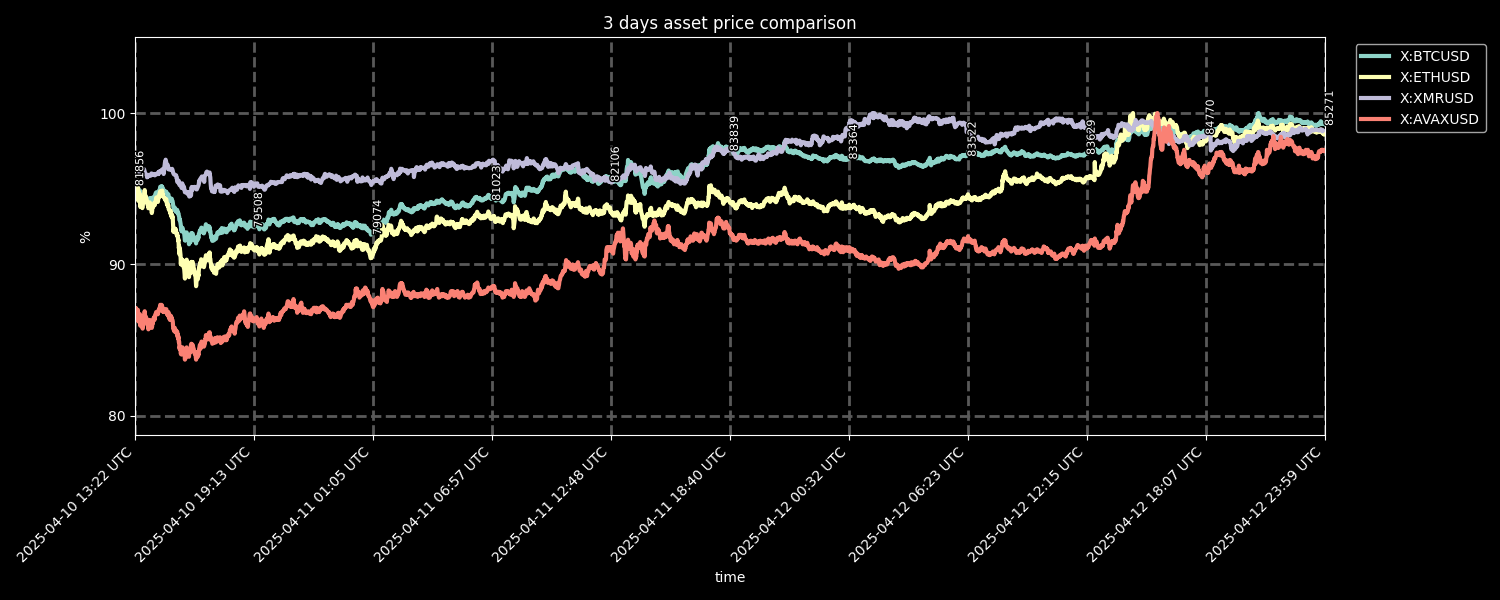 3 days asset price comparison
X:BTCUSD
X:ETHUSD
X:XMRUSD
X:AVAXUSD
%
100
90
80
81856
79508
79074
81023
82106
83839
83364
83522
83629
84770
85271
2025-04-10 13:22 UTC
2025-04-10 19:13 UTC
2025-04-11 01:05 UTC
2025-04-11 06:57 UTC
2025-04-11 12:48 UTC
2025-04-11 18:40 UTC
2025-04-12 00:32 UTC
2025-04-12 06:23 UTC
2025-04-12 12:15 UTC
2025-04-12 18:07 UTC
2025-04-12 23:59 UTC
time